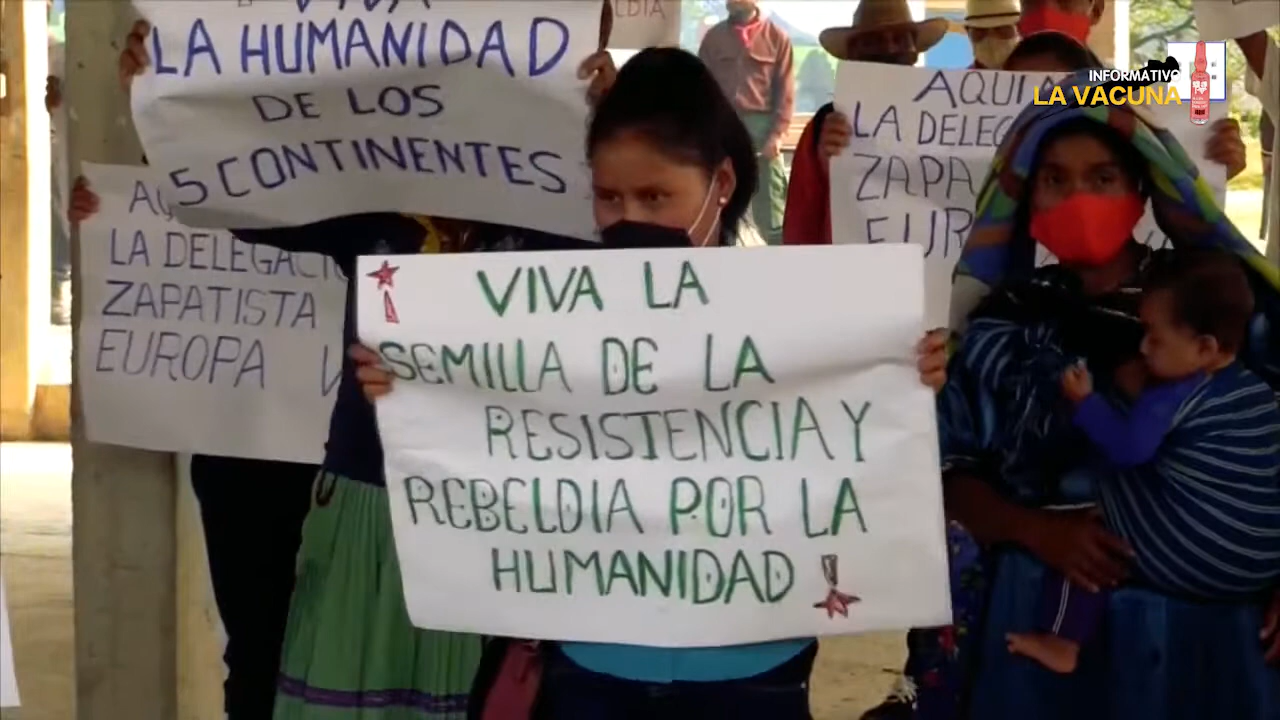 VIVA
LA HUMANIDAD
DE LOS
5 CONTINENTES
LA DELEGACI
ZAPATISTA
EUROPA V
¡ VIVA LA
SEMILLA DE LA
RESISTENCIA Y
REBELDIA POR LA
HUMANIDAD !
AQUI
LA DELEG
ZAPA
EUR
INFORMATIVO
LA VACUNA